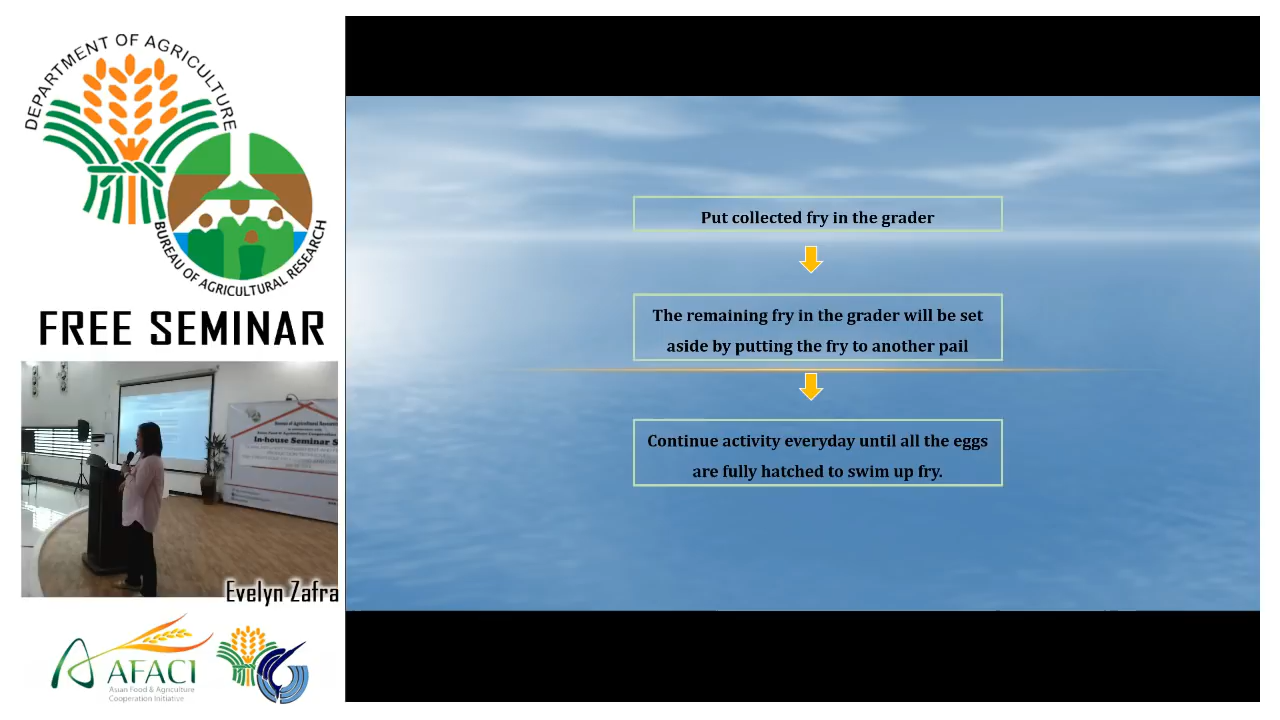 DEPARTMENT OF AGRICULTURE
BUREAU OF AGRICULTURAL RESEARCH
FREE SEMINAR
In-house Seminar
Evelyn Zafra
AFACI
Asian Food & Agriculture
Cooperation Initiative
Put collected fry in the grader
The remaining fry in the grader will be set
aside by putting the fry to another pail
Continue activity everyday until all the eggs
are fully hatched to swim up fry.